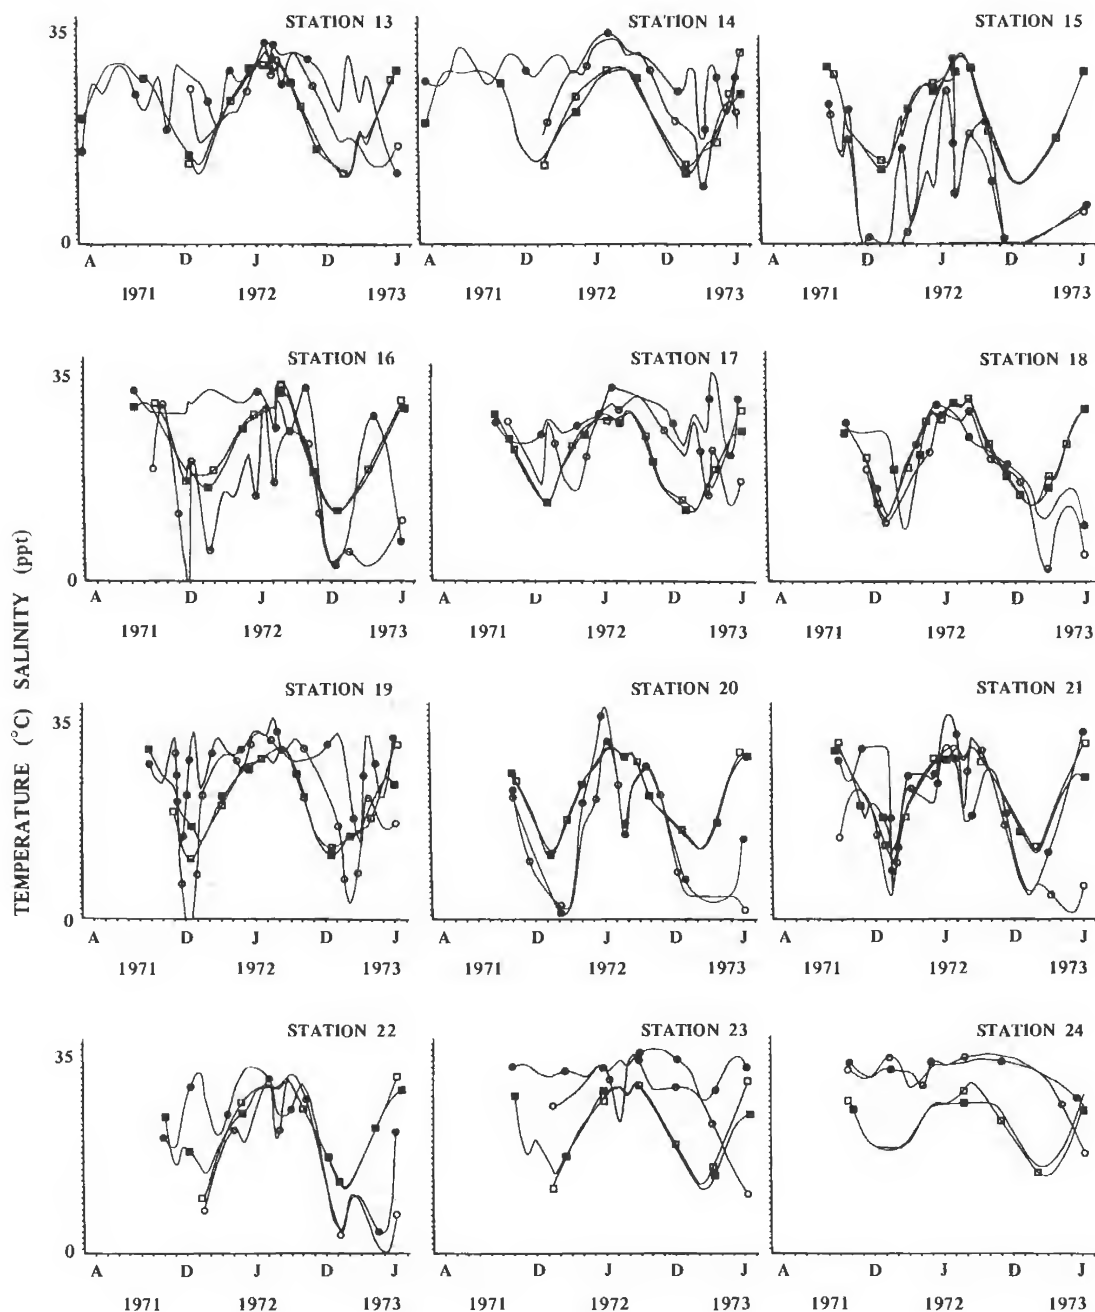 STATION 13 STATION 14 STATION 15
35
0
A D J D J D J D J D J
1971 1972 1973 1971 1972 1973 1971 1972 1973
STATION 16 STATION 17 STATION 18
35
0
A D J D J D J D J D J D J
1971 1972 1973 1971 1972 1973 1971 1972 1973
TEMPERATURE (°C) SALINITY (ppt)
STATION 19 STATION 20 STATION 21
35
0
A D J D J D J D J D J D J
1971 1972 1973 1971 1972 1973 1971 1972 1973
STATION 22 STATION 23 STATION 24
35
0
A D J D J D J D J D J D J
1971 1972 1973 1971 1972 1973 1971 1972 1973